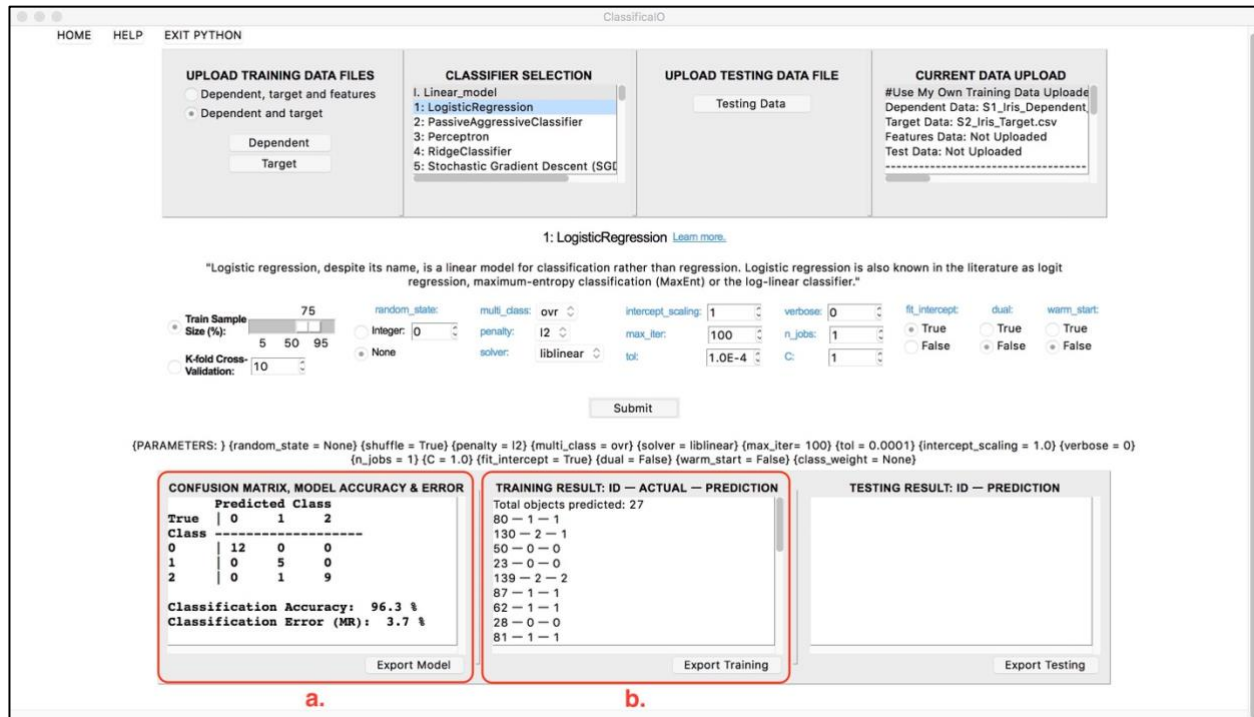 ClassificaIO
HOME HELP EXIT PYTHON
UPLOAD TRAINING DATA FILES
Dependent, target and features
Dependent and target
Dependent
Target
CLASSIFIER SELECTION
I. Linear_model
1: LogisticRegression
2: PassiveAggressiveClassifier
3: Perceptron
4: RidgeClassifier
5: Stochastic Gradient Descent (SGD
UPLOAD TESTING DATA FILE
Testing Data
CURRENT DATA UPLOAD
#Use My Own Training Data Uploade
Dependent Data: S1_Iris_Dependent_
Target Data: S2_Iris_Target.csv
Features Data: Not Uploaded
Test Data: Not Uploaded
-----------------------------------
1: LogisticRegression Learn more.
"Logistic regression, despite its name, is a linear model for classification rather than regression. Logistic regression is also known in the literature as logit
regression, maximum-entropy classification (MaxEnt) or the log-linear classifier."
Train Sample
Size (%):
75
5 50 95
K-fold Cross-
Validation: 10
random_state:
Integer: 0
None
multi_class: ovr
penalty: l2
solver: liblinear
intercept_scaling: 1
max_iter: 100
tol: 1.0E-4
verbose: 0
n_jobs: 1
C: 1
fit_intercept:
True
False
dual:
True
False
warm_start:
True
False
Submit
{PARAMETERS: } {random_state = None} {shuffle = True} {penalty = l2} {multi_class = ovr} {solver = liblinear} {max_iter= 100} {tol = 0.0001} {intercept_scaling = 1.0} {verbose = 0}
{n_jobs = 1} {C = 1.0} {fit_intercept = True} {dual = False} {warm_start = False} {class_weight = None}
CONFUSION MATRIX, MODEL ACCURACY & ERROR
Predicted Class
True | 0 1 2
Class --------------------
0 | 12 0 0
1 | 0 5 0
2 | 0 1 9
Classification Accuracy: 96.3 %
Classification Error (MR): 3.7 %
Export Model
a.
TRAINING RESULT: ID — ACTUAL — PREDICTION
Total objects predicted: 27
80 — 1 — 1
130 — 2 — 1
50 — 0 — 0
23 — 0 — 0
139 — 2 — 2
87 — 1 — 1
62 — 1 — 1
28 — 0 — 0
81 — 1 — 1
Export Training
b.
TESTING RESULT: ID — PREDICTION
Export Testing